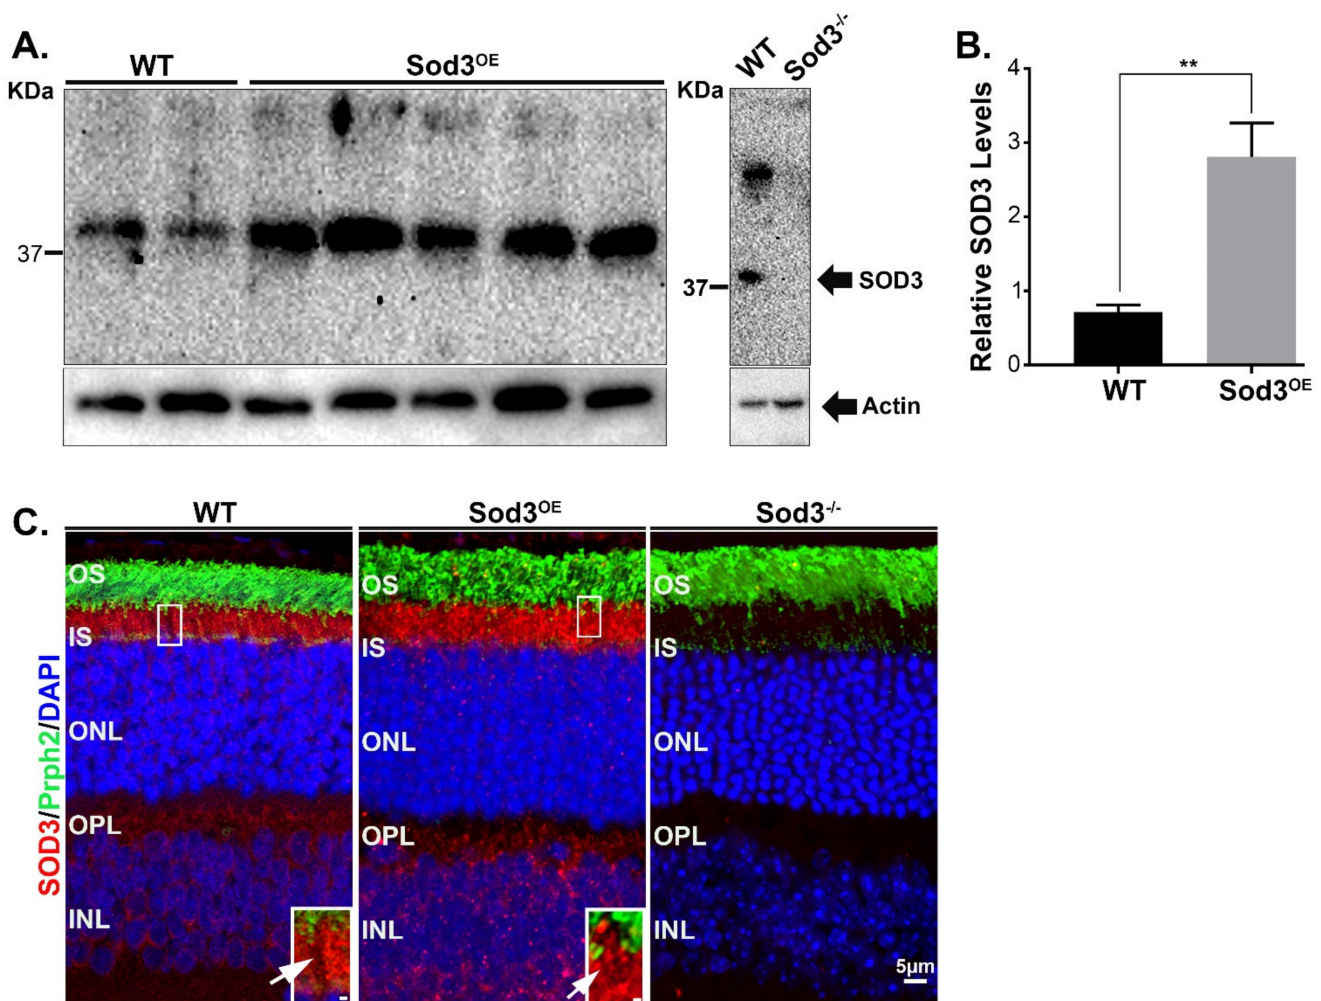 A.
WT
Sod3OE
KDa
37
WT
Sod3-/-
KDa
37
SOD3
Actin
B.
**
Relative SOD3 Levels
4
3
2
1
0
WT
Sod3OE
C.
SOD3/Prph2/DAPI
WT
Sod3OE
Sod3-/-
OS
IS
ONL
OPL
INL
OS
IS
ONL
OPL
INL
OS
IS
ONL
OPL
INL
5μm